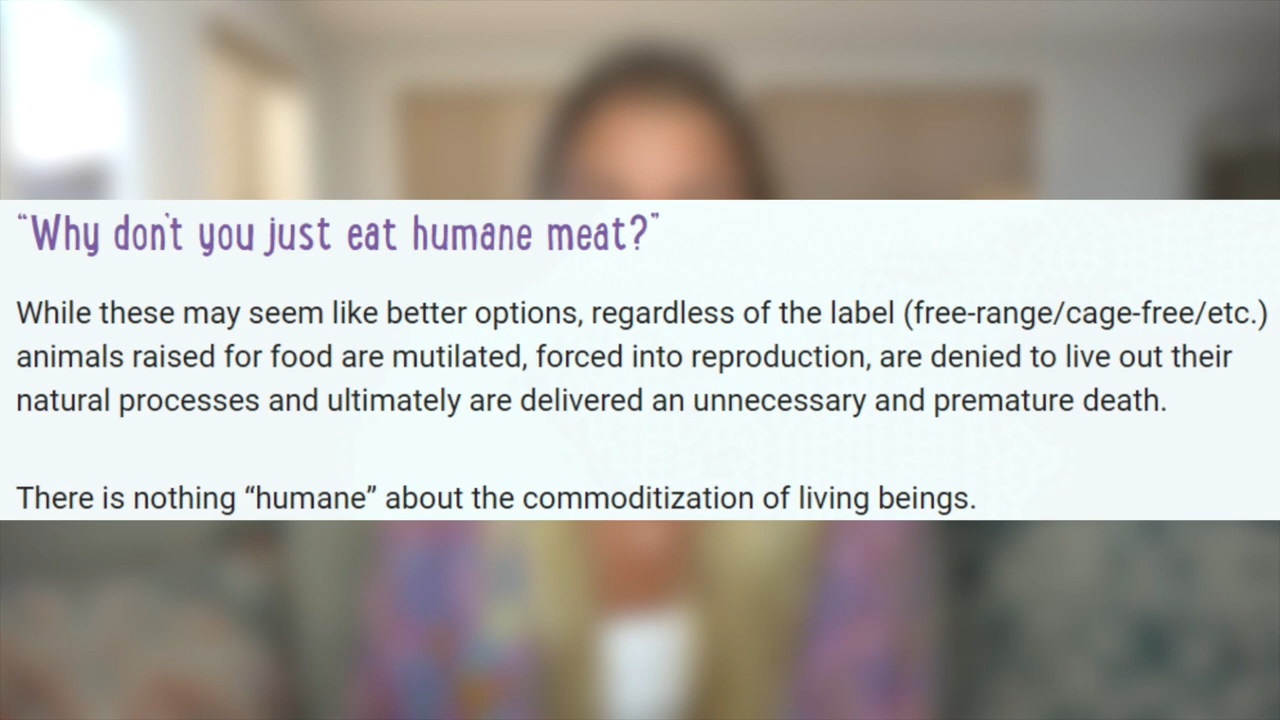 “Why don't you just eat humane meat?”
While these may seem like better options, regardless of the label (free-range/cage-free/etc.)
animals raised for food are mutilated, forced into reproduction, are denied to live out their
natural processes and ultimately are delivered an unnecessary and premature death.
There is nothing “humane” about the commoditization of living beings.